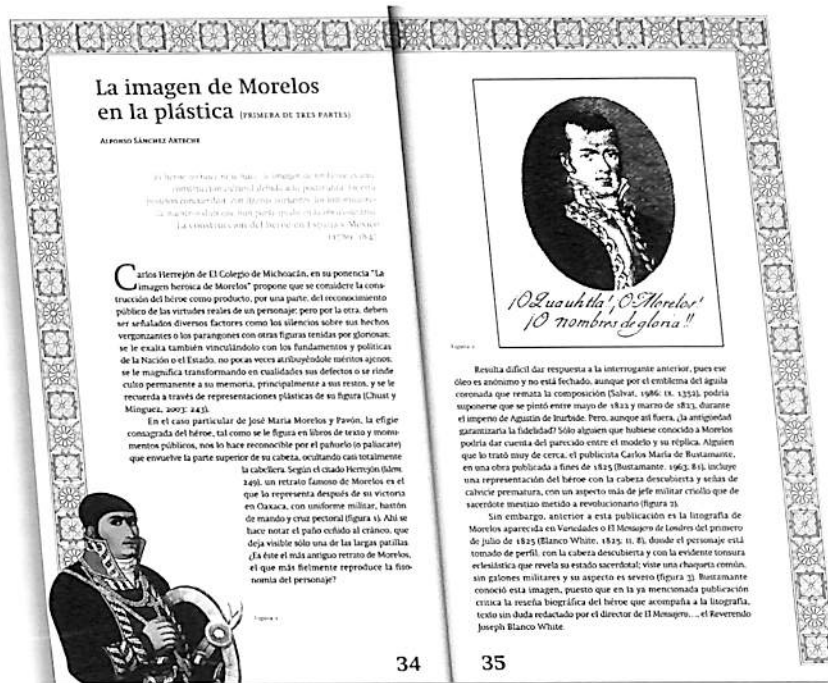 La imagen de Morelos
en la plástica [PRIMERA DE TRES PARTES]
ALFONSO SÁNCHEZ ARTECHE
La construcción del héroe en España y México
Carlos Herrejón de El Colegio de Michoacán, en su ponencia "La
imagen heroica de Morelos" propone que se considere la cons-
trucción del héroe como producto, por una parte, del reconocimiento
público de las virtudes reales de un personaje; pero por la otra, deben
ser señalados diversos factores como los silencios sobre sus hechos
vergonzantes o los parangones con otras figuras tenidas por gloriosas;
se le exalta también vinculándolo con los fundamentos y políticas
de la Nación o el Estado, no pocas veces atribuyéndole méritos ajenos;
se le magnifica transformando en cualidades sus defectos o se rinde
culto permanente a su memoria, principalmente a sus restos, y se le
recuerda a través de representaciones plásticas de su figura (Chust y
Mínguez, 2003: 243).
En el caso particular de José María Morelos y Pavón, la efigie
consagrada del héroe, tal como se le figura en libros de texto y monu-
mentos públicos, nos lo hace reconocible por el pañuelo (o paliacate)
que envuelve la parte superior de su cabeza, ocultando casi totalmente
la cabellera. Según el citado Herrejón (Idem,
249), un retrato famoso de Morelos es el
que lo representa después de su victoria
en Oaxaca, con uniforme militar, bastón
de mando y cruz pectoral (figura 1). Ahí se
hace notar el paño ceñido al cráneo, que
deja visible sólo una de las largas patillas.
¿Es éste el más antiguo retrato de Morelos,
el que más fielmente reproduce la fiso-
nomía del personaje?
Figura 1
34
¡O Quauhtla! ¡O Morelos!
¡O nombres de gloria!!
Figura 2
Resulta difícil dar respuesta a la interrogante anterior, pues ese
óleo es anónimo y no está fechado, aunque por el emblema del águila
coronada que remata la composición (Salvat, 1986: IX, 1352), podría
suponerse que se pintó entre mayo de 1822 y marzo de 1823, durante
el imperio de Agustín de Iturbide. Pero, aunque así fuera, ¿la antigüedad
garantizaría la fidelidad? Sólo alguien que hubiese conocido a Morelos
podría dar cuenta del parecido entre el modelo y su réplica. Alguien
que lo trató muy de cerca, el publicista Carlos María de Bustamante,
en una obra publicada a fines de 1825 (Bustamante, 1963: 81), incluye
una representación del héroe con la cabeza descubierta y señas de
calvicie prematura, con un aspecto más de jefe militar criollo que de
sacerdote mestizo metido a revolucionario (figura 2).
Sin embargo, anterior a esta publicación es la litografía de
Morelos aparecida en Variedades o El Mensajero de Londres del primero
de julio de 1825 (Blanco White, 1825: II, 8), donde el personaje está
tomado de perfil, con la cabeza descubierta y con la evidente tonsura
eclesiástica que revela su estado sacerdotal; viste una chaqueta común,
sin galones militares y su aspecto es severo (figura 3). Bustamante
conoció esta imagen, puesto que en la ya mencionada publicación
critica la reseña biográfica del héroe que acompaña a la litografía,
texto sin duda redactado por el director de El Mensajero..., el Reverendo
Joseph Blanco White.
35